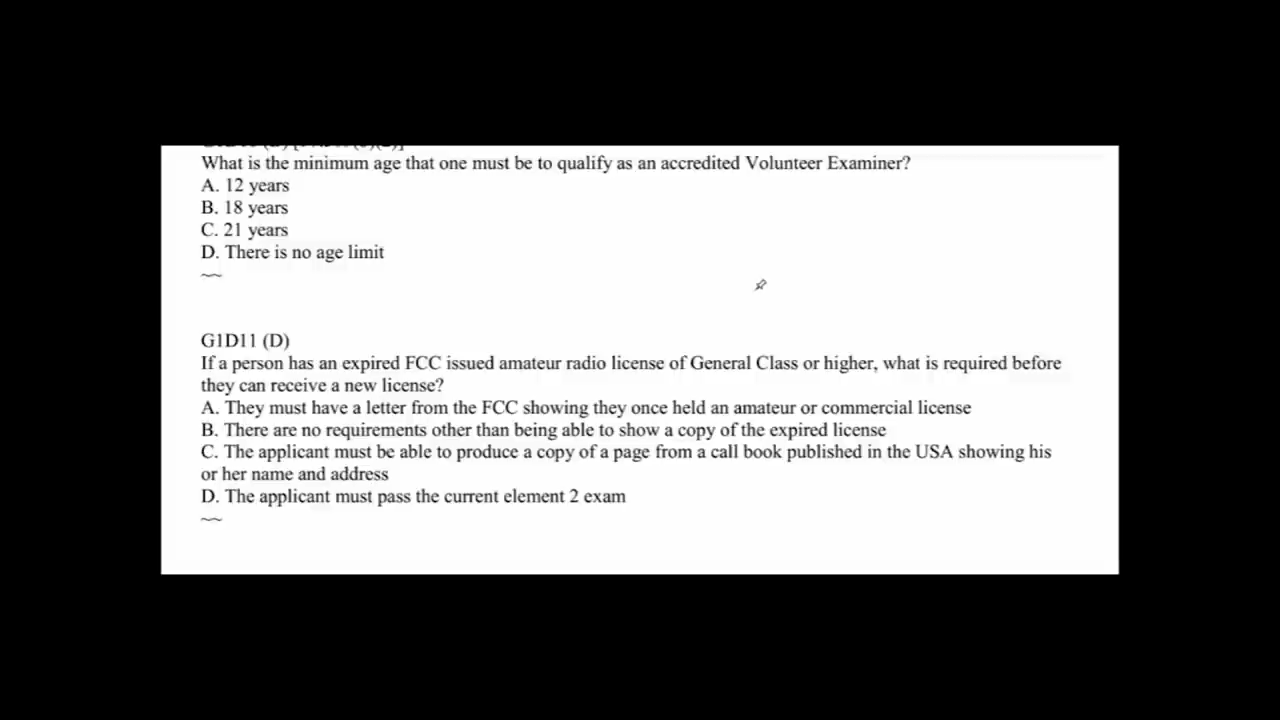 What is the minimum age that one must be to qualify as an accredited Volunteer Examiner?
A. 12 years
B. 18 years
C. 21 years
D. There is no age limit
~~
G1D11 (D)
If a person has an expired FCC issued amateur radio license of General Class or higher, what is required before
they can receive a new license?
A. They must have a letter from the FCC showing they once held an amateur or commercial license
B. There are no requirements other than being able to show a copy of the expired license
C. The applicant must be able to produce a copy of a page from a call book published in the USA showing his
or her name and address
D. The applicant must pass the current element 2 exam
~~